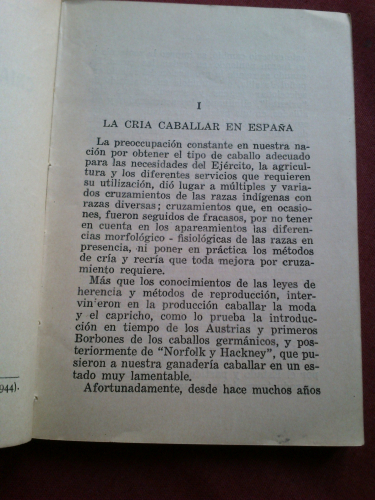 I
LA CRIA CABALLAR EN ESPAÑA
La preocupación constante en nuestra na-
ción por obtener el tipo de caballo adecuado
para las necesidades del Ejército, la agricul-
tura y los diferentes servicios que requieren
su utilización, dió lugar a múltiples y varia-
dos cruzamientos de las razas indígenas con
razas diversas; cruzamientos que, en ocasio-
nes, fueron seguidos de fracasos, por no tener
en cuenta en los apareamientos las diferen-
cias morfológico - fisiológicas de las razas en
presencia, ni poner en práctica los métodos
de cría y recría que toda mejora por cruza-
miento requiere.
Más que los conocimientos de las leyes de
herencia y métodos de reproducción, inter-
vinieron en la producción caballar la moda
y el capricho, como lo prueba la introduc-
ción en tiempo de los Austrias y primeros
Borbones de los caballos germánicos, y pos-
teriormente de "Norfolk y Hackney", que pu-
sieron a nuestra ganadería caballar en un es-
tado muy lamentable.
Afortunadamente, desde hace muchos años
944).